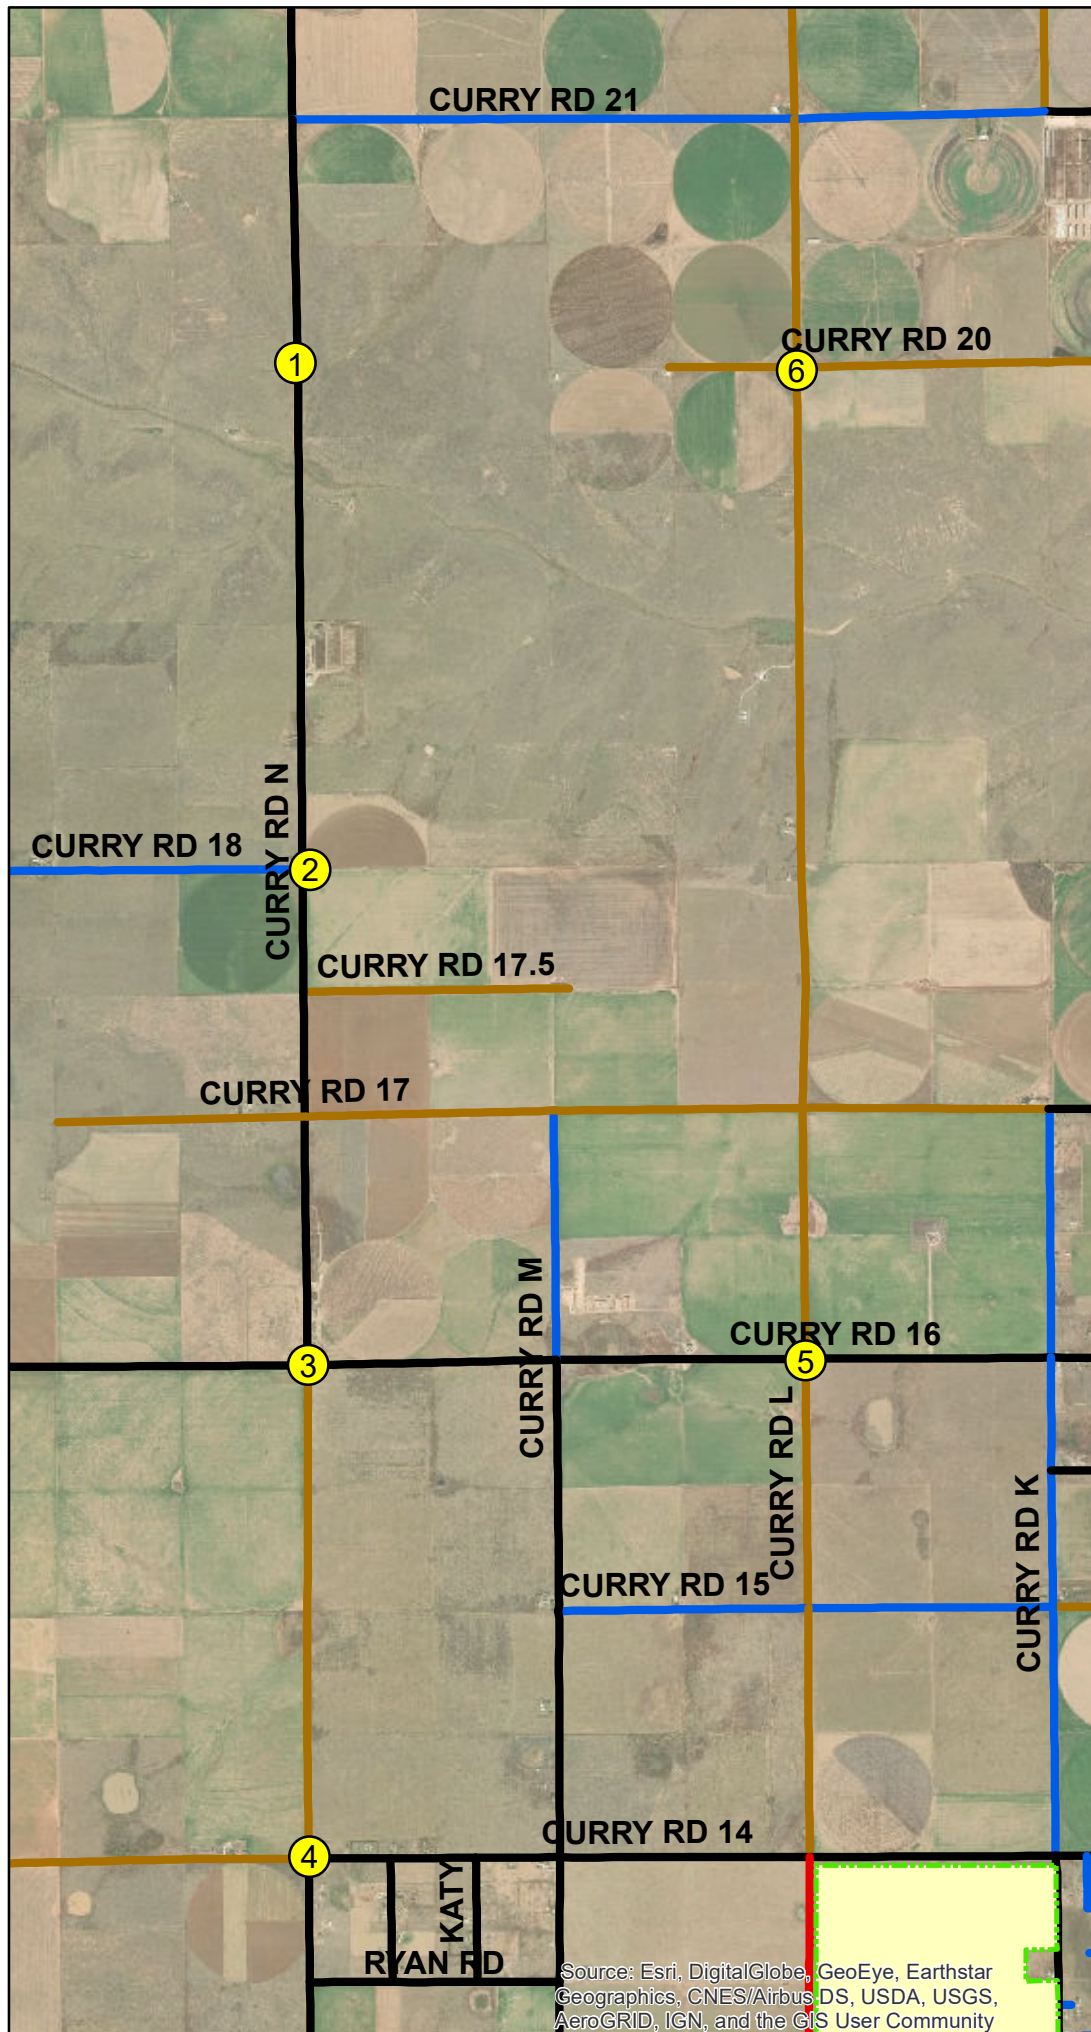 CURRY RD 21
1
CURRY RD 20
6
CURRY RD N
CURRY RD 18
2
CURRY RD 17.5
CURRY RD 17
CURRY RD M
CURRY RD 16
3
5
CURRY RD L
CURRY RD K
CURRY RD 15
CURRY RD 14
4
KATY
RYAN RD
Source: Esri, DigitalGlobe, GeoEye, Earthstar
Geographics, CNES/Airbus DS, USDA, USGS,
AeroGRID, IGN, and the GIS User Community